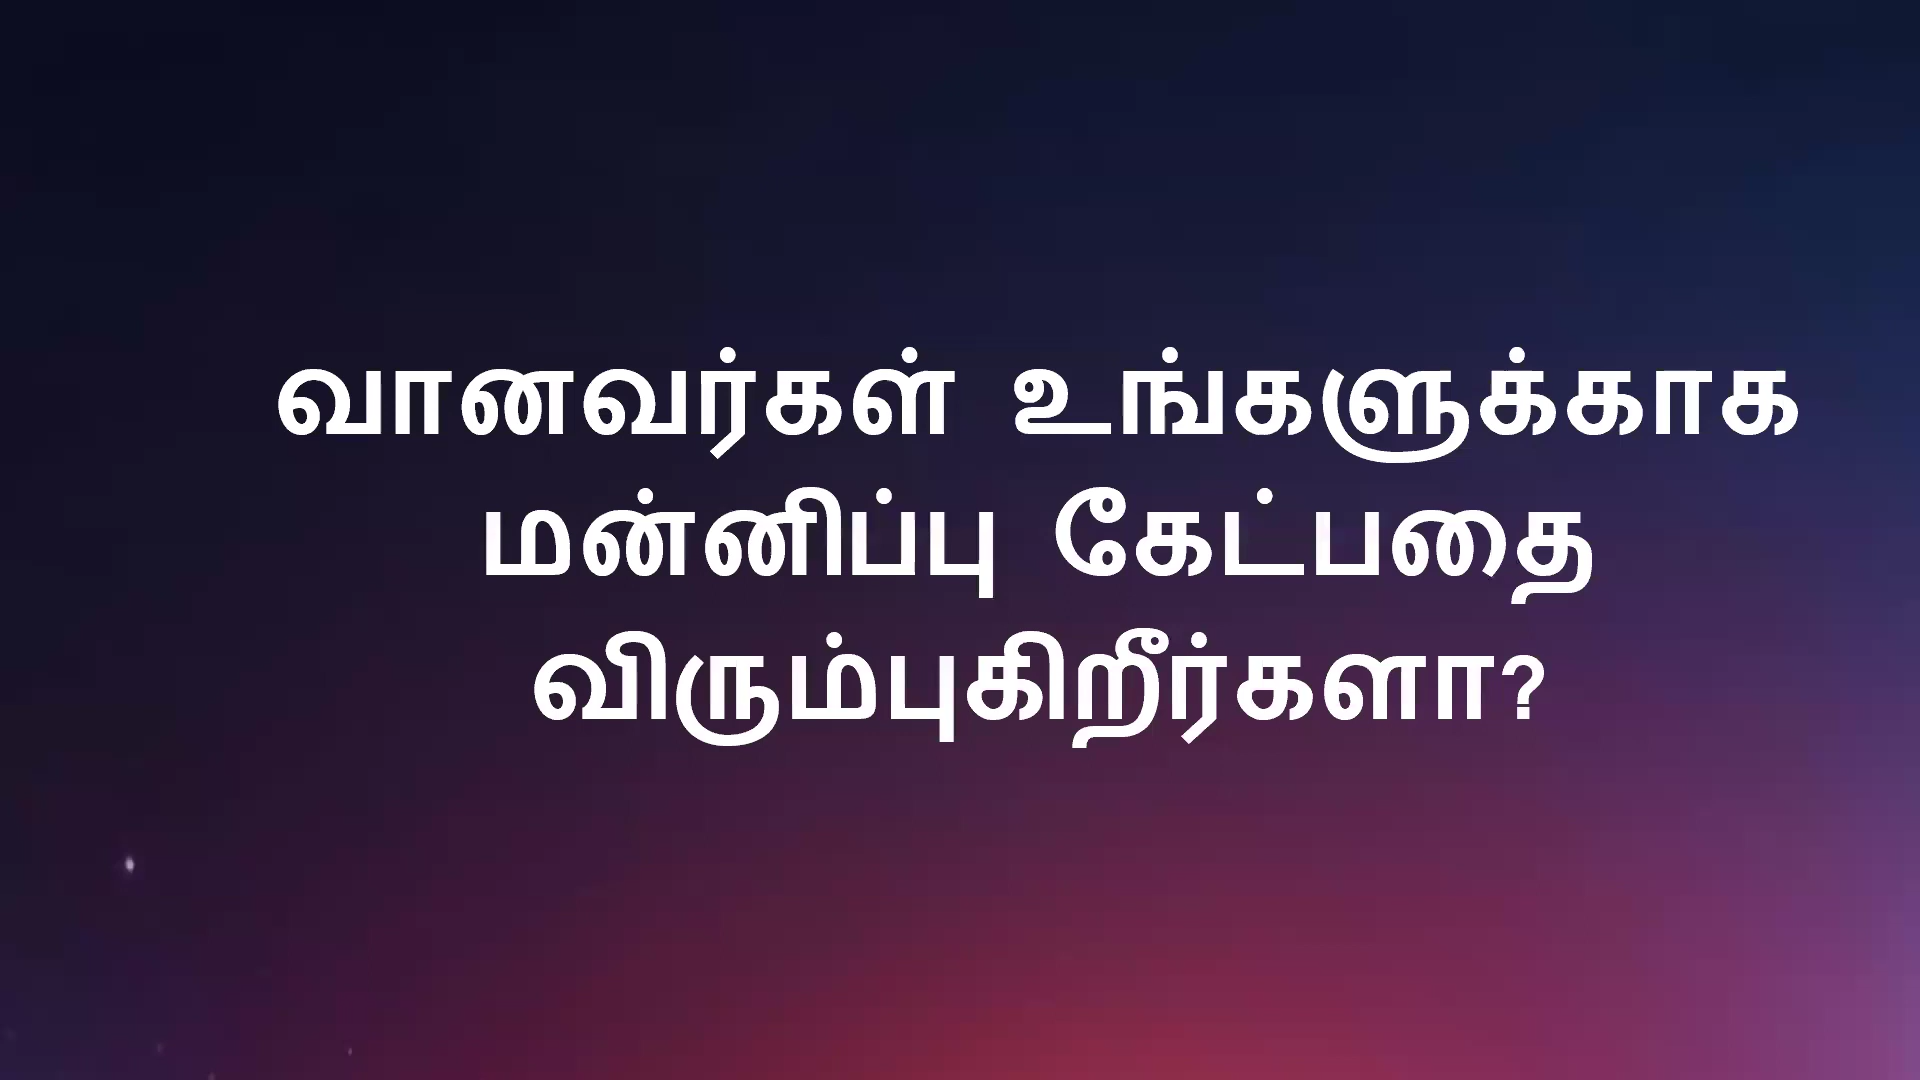 வானவர்கள் உங்களுக்காக
மன்னிப்பு கேட்பதை
விரும்புகிறீர்களா?